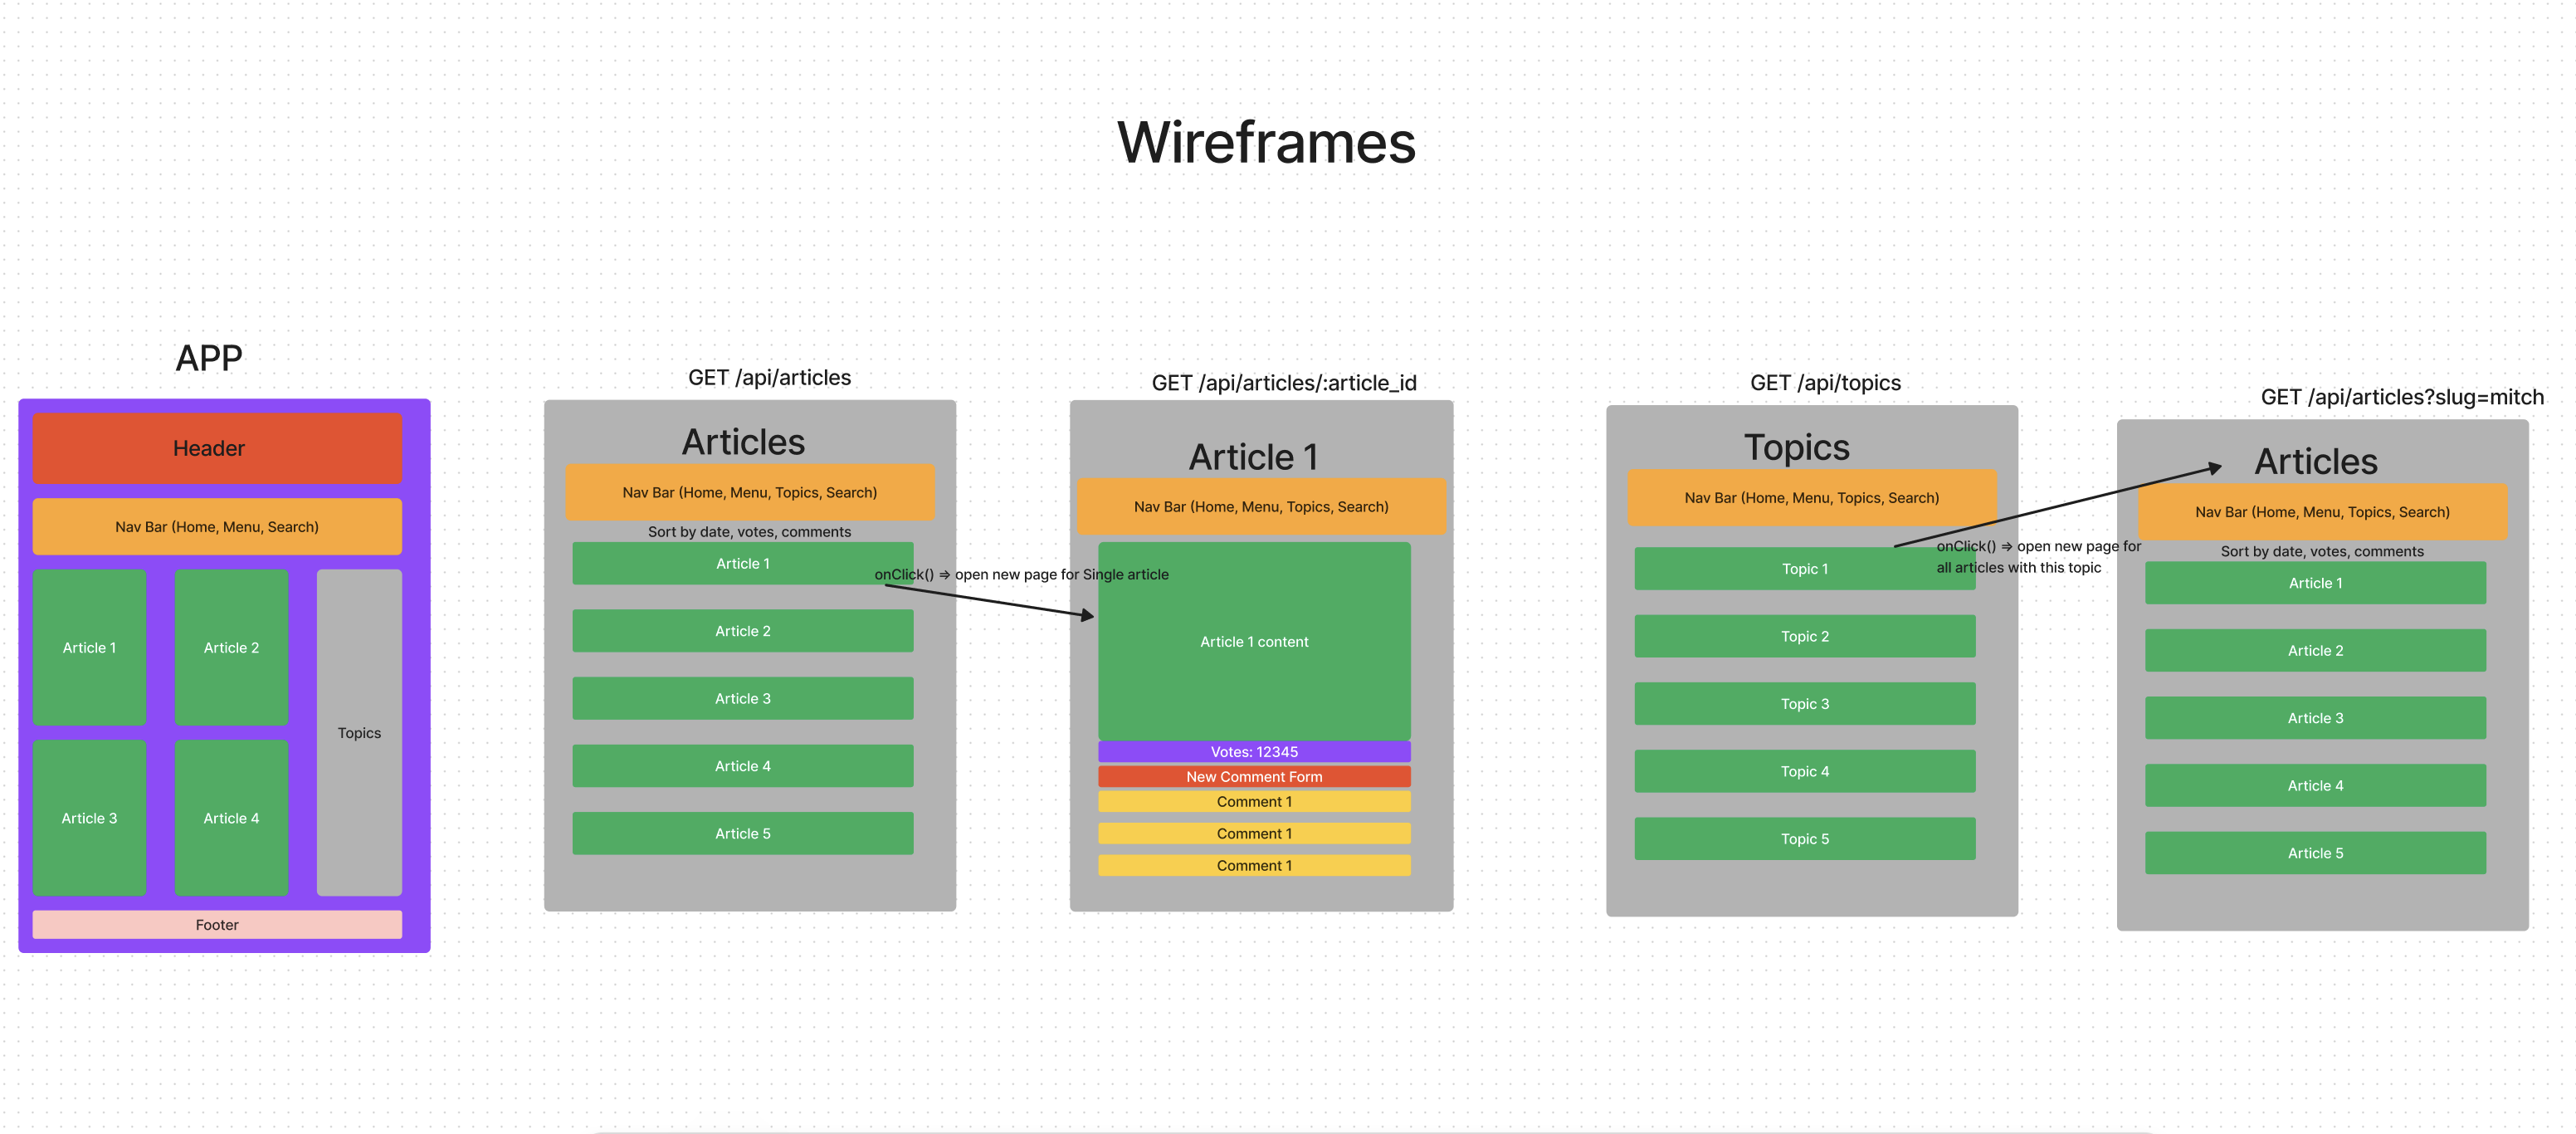 Wireframes
APP
Header
Nav Bar (Home, Menu, Search)
Article 1
Article 2
Topics
Article 3
Article 4
Footer
GET /api/articles
Articles
Nav Bar (Home, Menu, Topics, Search)
Sort by date, votes, comments
Article 1
onClick() => open new page for Single article
Article 2
Article 3
Article 4
Article 5
GET /api/articles/:article_id
Article 1
Nav Bar (Home, Menu, Topics, Search)
Article 1 content
Votes: 12345
New Comment Form
Comment 1
Comment 1
Comment 1
GET /api/topics
Topics
Nav Bar (Home, Menu, Topics, Search)
Topic 1
onClick() => open new page for
all articles with this topic
Topic 2
Topic 3
Topic 4
Topic 5
GET /api/articles?slug=mitch
Articles
Nav Bar (Home, Menu, Topics, Search)
Sort by date, votes, comments
Article 1
Article 2
Article 3
Article 4
Article 5